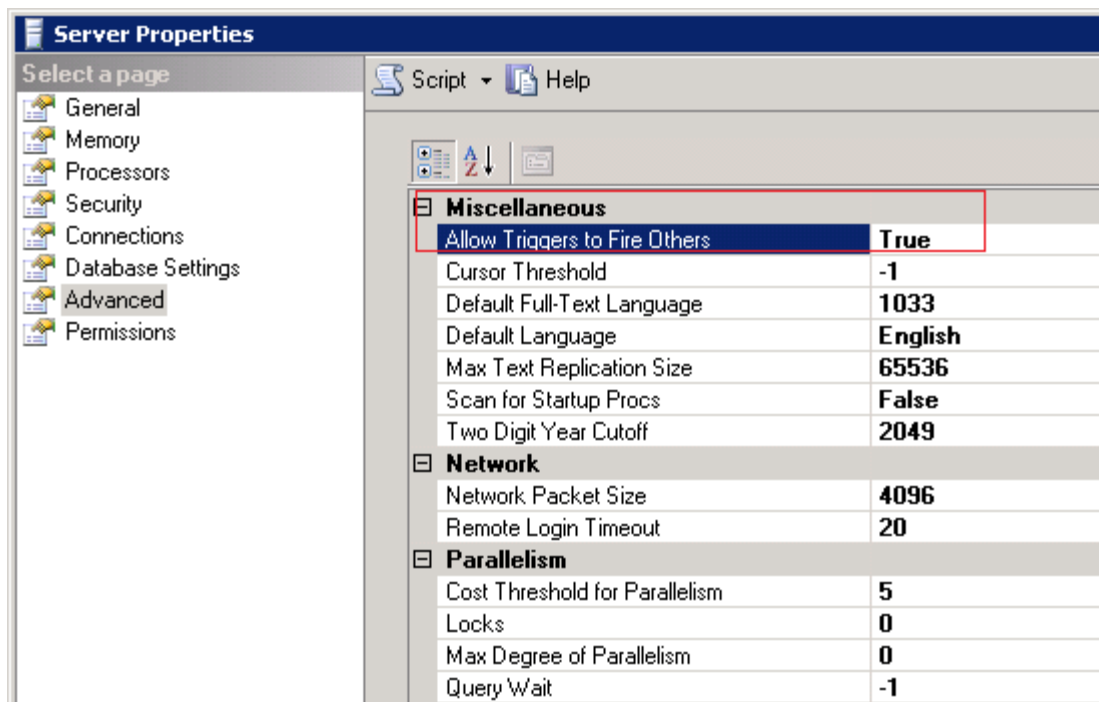 Server Properties
Select a page
General
Memory
Processors
Security
Connections
Database Settings
Advanced
Permissions
Script Help
Miscellaneous
Allow Triggers to Fire Others True
Cursor Threshold -1
Default Full-Text Language 1033
Default Language English
Max Text Replication Size 65536
Scan for Startup Procs False
Two Digit Year Cutoff 2049
Network
Network Packet Size 4096
Remote Login Timeout 20
Parallelism
Cost Threshold for Parallelism 5
Locks 0
Max Degree of Parallelism 0
Query Wait -1